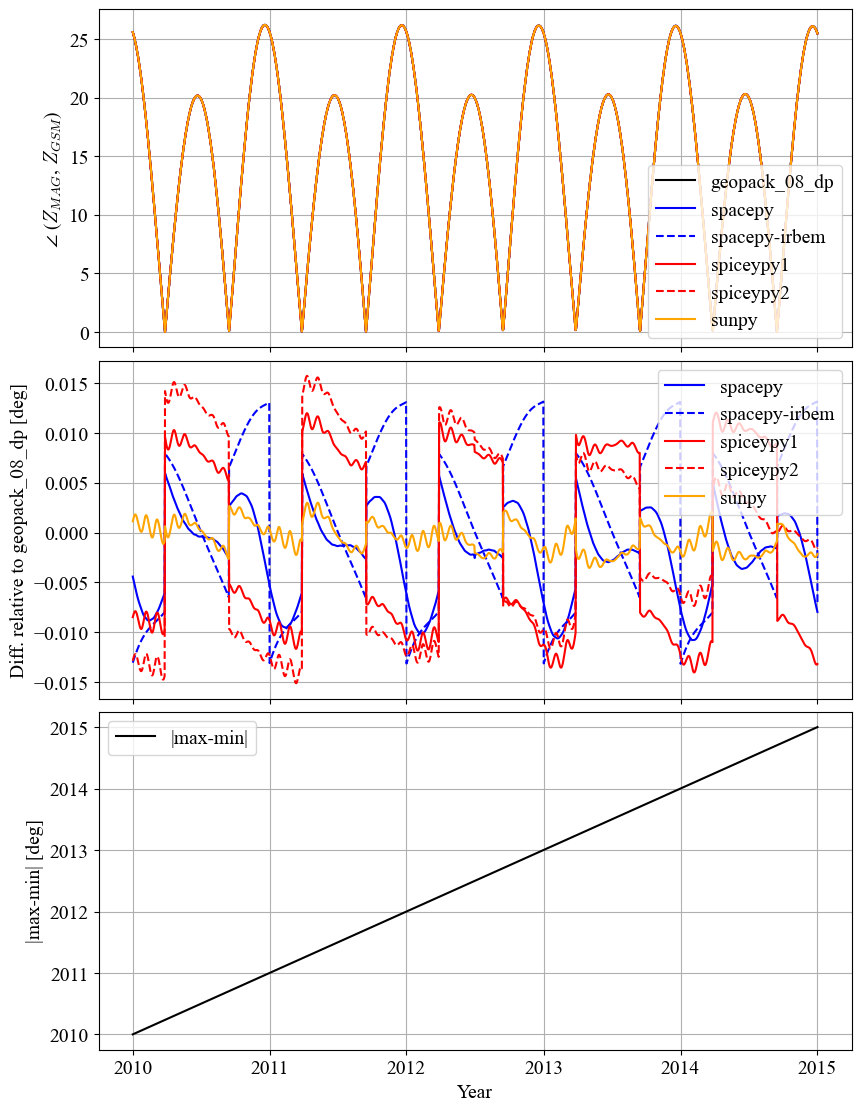 25
20
15
10
5
0
∠ (Z_MAG, Z_GSM)
geopack_08_dp
spacepy
spacepy-irbem
spiceypy1
spiceypy2
sunpy
0.015
0.010
0.005
0.000
−0.005
−0.010
−0.015
Diff. relative to geopack_08_dp [deg]
spacepy
spacepy-irbem
spiceypy1
spiceypy2
sunpy
2015
2014
2013
2012
2011
2010
|max-min| [deg]
|max-min|
2010 2011 2012 2013 2014 2015
Year